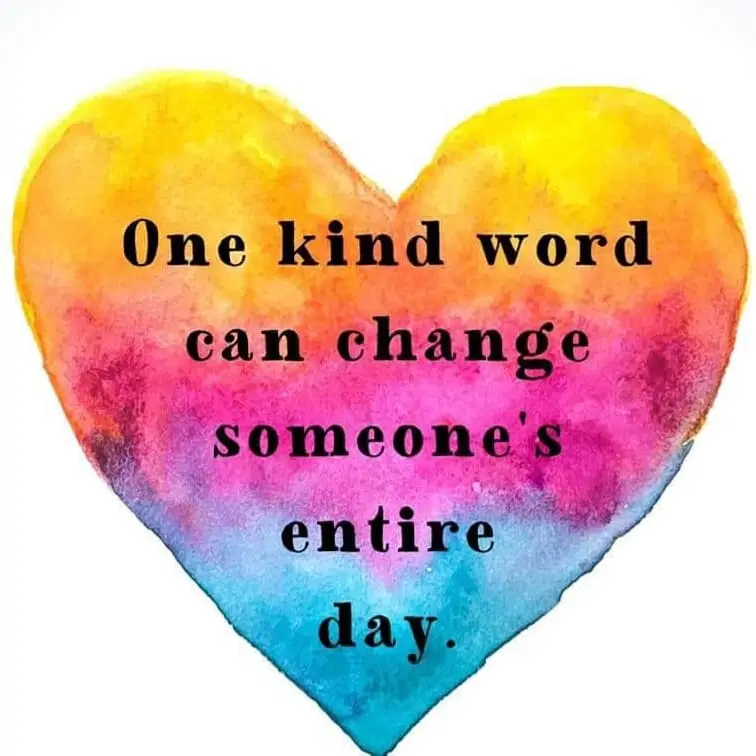 One kind word
can change
someone's
entire
day.